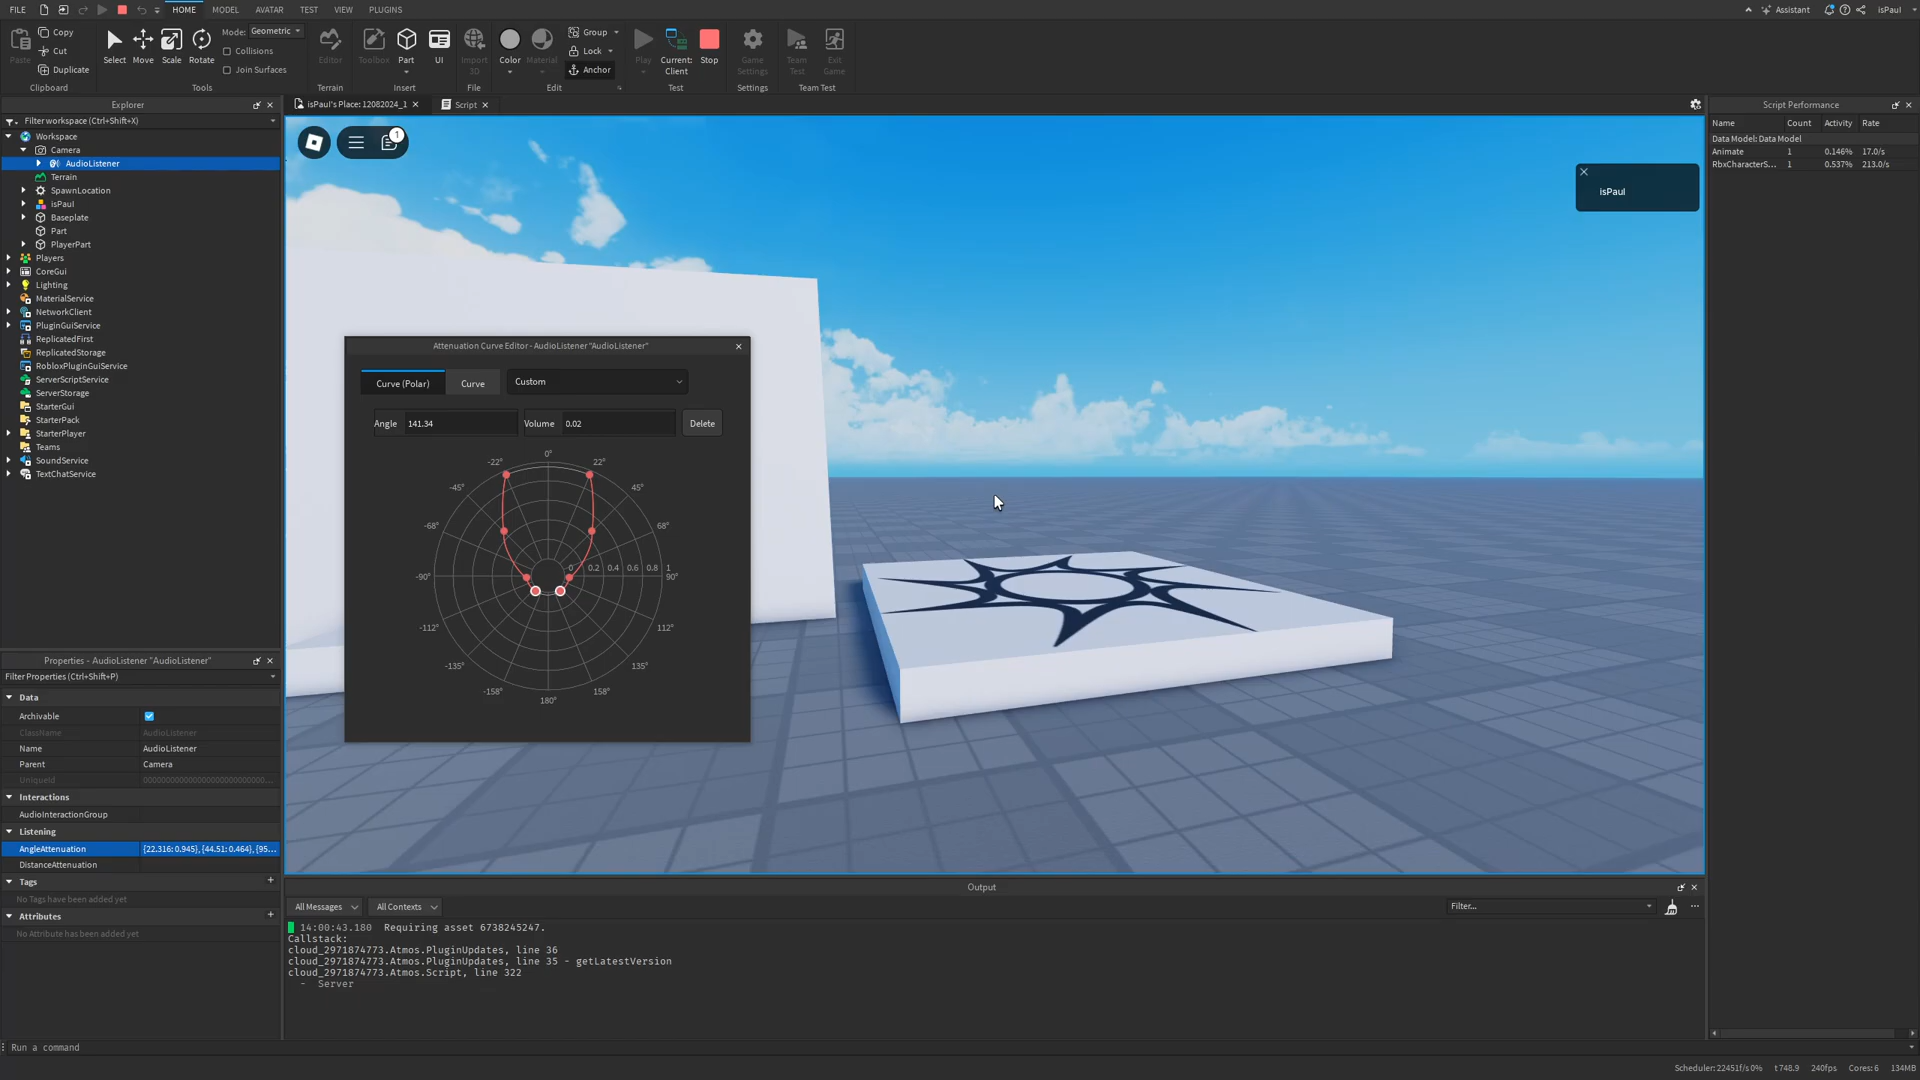 FILE
HOME MODEL AVATAR TEST VIEW PLUGINS
Assistant
isPaul
Paste
Copy
Cut
Duplicate
Clipboard
Select Move Scale Rotate
Mode: Geometric
Collisions
Join Surfaces
Tools
Editor
Terrain
Toolbox Part UI
Insert
Import
3D
File
Color Material
Group
Lock
Anchor
Edit
Play
Current:
Client
Stop
Test
Game
Settings
Settings
Team
Test
Exit
Game
Team Test
Explorer
Filter workspace (Ctrl+Shift+X)
Workspace
Camera
AudioListener
Terrain
SpawnLocation
isPaul
Baseplate
Part
PlayerPart
Players
CoreGui
Lighting
MaterialService
NetworkClient
PluginGuiService
ReplicatedFirst
ReplicatedStorage
RobloxPluginGuiService
ServerScriptService
ServerStorage
StarterGui
StarterPack
StarterPlayer
Teams
SoundService
TextChatService
Properties - AudioListener "AudioListener"
Filter Properties (Ctrl+Shift+P)
Data
Archivable
ClassName AudioListener
Name AudioListener
Parent Camera
UniqueId 00000000000000000000000000...
Interactions
AudioInteractionGroup
Listening
AngleAttenuation {22.316: 0.945}, {44.51: 0.464}, {95...
DistanceAttenuation
Tags
No Tags have been added yet
Attributes
No Attribute has been added yet
isPaul's Place: 12082024_1
Script
1
isPaul
Attenuation Curve Editor - AudioListener "AudioListener"
Curve (Polar) Curve Custom
Angle 141.34 Volume 0.02 Delete
0°
-22° 22°
-45° 45°
-68° 68°
-90° 0 0.2 0.4 0.6 0.8 1 90°
-112° 112°
-135° 135°
-158° 158°
180°
Output
All Messages All Contexts Filter...
14:00:43.180 Requiring asset 6738245247.
Callstack:
cloud_2971874773.Atmos.PluginUpdates, line 36
cloud_2971874773.Atmos.PluginUpdates, line 35 - getLatestVersion
cloud_2971874773.Atmos.Script, line 322
- Server
Script Performance
Name Count Activity Rate
Data Model: Data Model
Animate 1 0.146% 17.0/s
RbxCharacterS... 1 0.537% 213.0/s
Run a command
Scheduler: 22451f/s 0% t 748.9 240fps Cores: 6 134MB